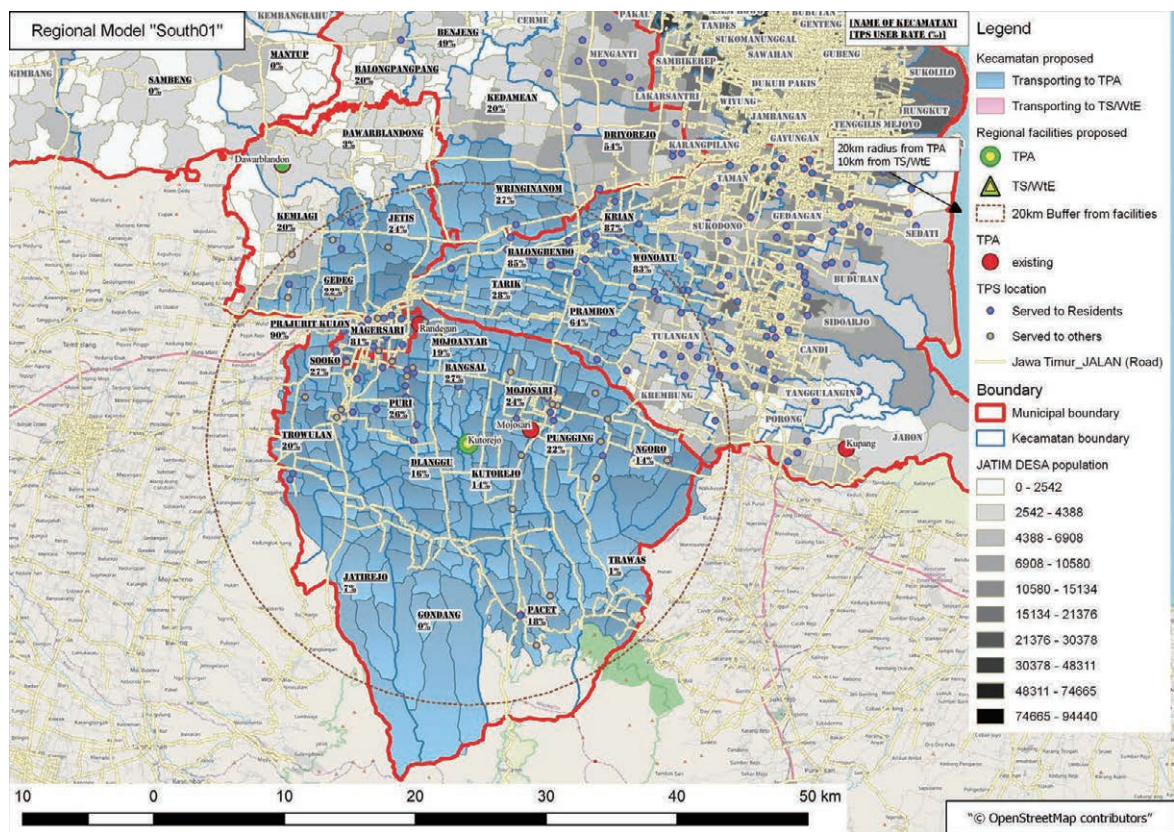 Regional Model "South01"
KEMBANGBAHU
CERME
BENJENG
49%
PAKAL
TANDES
GENTENG
[NAME OF KECAMATAN]
[TPS USER RATE (%)]
MANTUP
0%
MENGANTI
SUKOMANUNGGAL
SAWAHAN
GUBENG
SAMBENG
0%
BALONGPANGPANG
20%
SAMBIKEREP
SUKOLILO
DUKUH PAKIS
KEDAMEAN
20%
LAKARSANTRI
WIYUNG
RUNGKUT
JAMBANGAN
TENGGILIS MEJOYO
DAWARBLANDONG
3%
DRIYOREJO
54%
KARANGPILANG
GAYUNGAN
20km radius from TPA
10km from TS/WtE
Dawarblandon
TAMAN
WRINGINANOM
27%
KEMLAGI
20%
JETIS
24%
KRIAN
87%
GEDANGAN
SUKODONO
SEDATI
BALONGBENDO
85%
WONOAYU
83%
BUDURAN
GEDEG
22%
TARIK
28%
PRAMBON
64%
SIDOARJO
PRAJURIT KULON
90%
MAGERSARI
81%
Randegan
MOJOANYAR
19%
TULANGAN
CANDI
SOOKO
27%
BANGSAL
27%
MOJOSARI
24%
KREMBUNG
TANGGULANGIN
PURI
26%
PORONG
TROWULAN
20%
Mojosari
Kutorejo
PUNGGING
22%
NGORO
14%
Kupang
JABON
DLANGGU
16%
KUTOREJO
14%
JATIREJO
7%
TRAWAS
1%
GONDANG
0%
PACET
18%
10 0 10 20 30 40 50 km
Legend
Kecamatan proposed
Transporting to TPA
Transporting to TS/WtE
Regional facilities proposed
TPA
TS/WtE
20km Buffer from facilities
TPA
existing
TPS location
Served to Residents
Served to others
Jawa Timur_JALAN (Road)
Boundary
Municipal boundary
Kecamatan boundary
JATIM DESA population
0 - 2542
2542 - 4388
4388 - 6908
6908 - 10580
10580 - 15134
15134 - 21376
21376 - 30378
30378 - 48311
48311 - 74665
74665 - 94440
"© OpenStreetMap contributors"